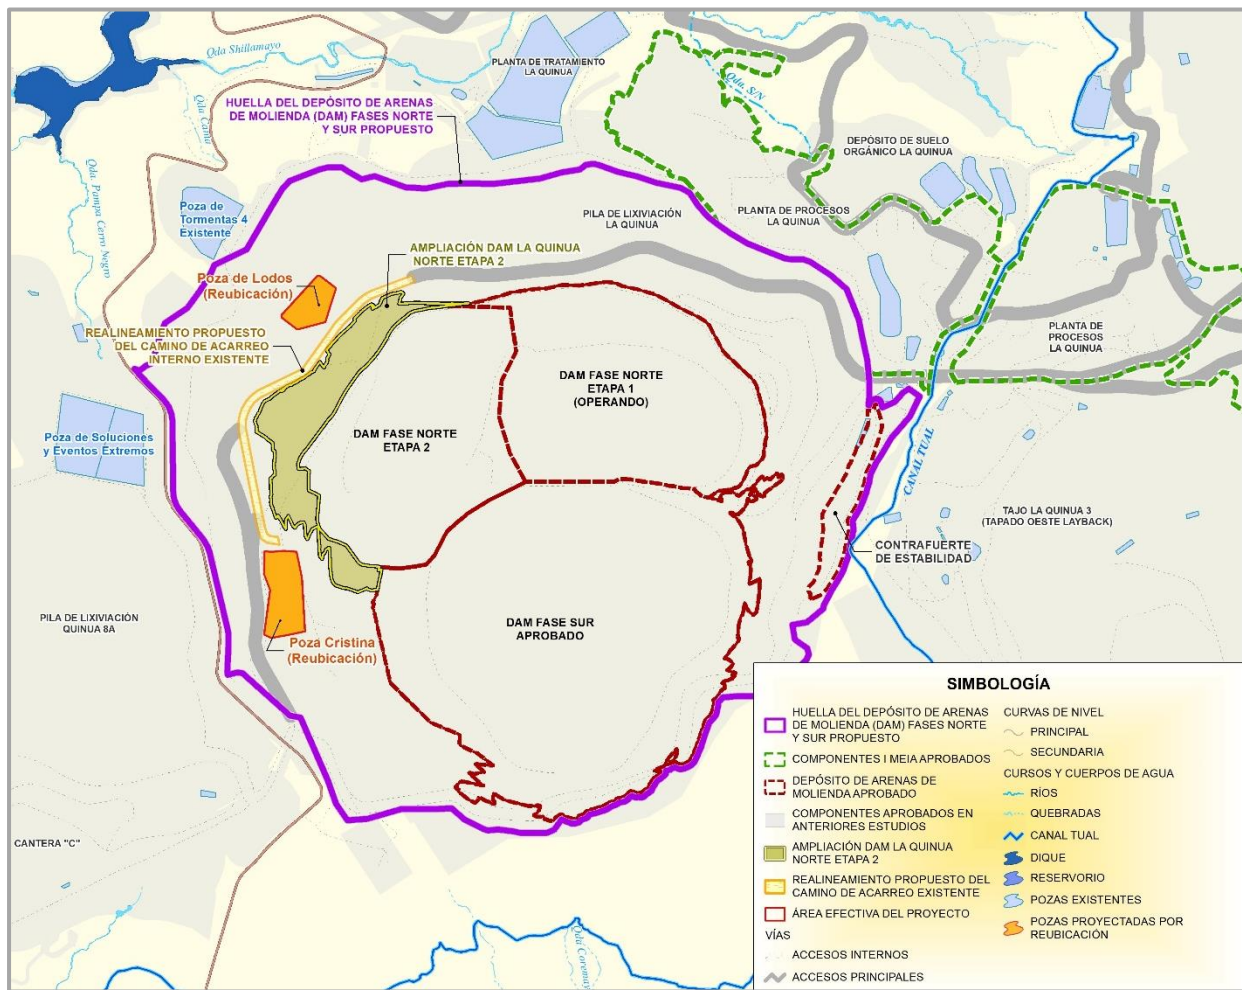 Qda Shillamayo
PLANTA DE TRATAMIENTO
LA QUINUA
HUELLA DEL DEPÓSITO DE ARENAS
DE MOLIENDA (DAM) FASES NORTE
Y SUR PROPUESTO
Qda Cama
Qda. S/N
DEPÓSITO DE SUELO
ORGÁNICO LA QUINUA
Qda. Pampa Cerro Negro
Poza de
Tormentas 4
Existente
PILA DE LIXIVIACIÓN
LA QUINUA
PLANTA DE PROCESOS
LA QUINUA
AMPLIACIÓN DAM LA QUINUA
NORTE ETAPA 2
Poza de Lodos
(Reubicación)
REALINEAMIENTO PROPUESTO
DEL CAMINO DE ACARREO
INTERNO EXISTENTE
PLANTA DE
PROCESOS
LA QUINUA
DAM FASE NORTE
ETAPA 1
(OPERANDO)
DAM FASE NORTE
ETAPA 2
Poza de Soluciones
y Eventos Extremos
CANAL TUAL
TAJO LA QUINUA 3
(TAPADO OESTE LAYBACK)
CONTRAFUERTE
DE ESTABILIDAD
PILA DE LIXIVIACIÓN
QUINUA 8A
DAM FASE SUR
APROBADO
Poza Cristina
(Reubicación)
CANTERA "C"
SIMBOLOGÍA
HUELLA DEL DEPÓSITO DE ARENAS
DE MOLIENDA (DAM) FASES NORTE
Y SUR PROPUESTO
COMPONENTES I MEIA APROBADOS
DEPÓSITO DE ARENAS DE
MOLIENDA APROBADO
COMPONENTES APROBADOS EN
ANTERIORES ESTUDIOS
AMPLIACIÓN DAM LA QUINUA
NORTE ETAPA 2
REALINEAMIENTO PROPUESTO DEL
CAMINO DE ACARREO EXISTENTE
ÁREA EFECTIVA DEL PROYECTO
VÍAS
ACCESOS INTERNOS
ACCESOS PRINCIPALES
CURVAS DE NIVEL
PRINCIPAL
SECUNDARIA
CURSOS Y CUERPOS DE AGUA
RÍOS
QUEBRADAS
CANAL TUAL
DIQUE
RESERVORIO
POZAS EXISTENTES
POZAS PROYECTADAS POR
REUBICACIÓN